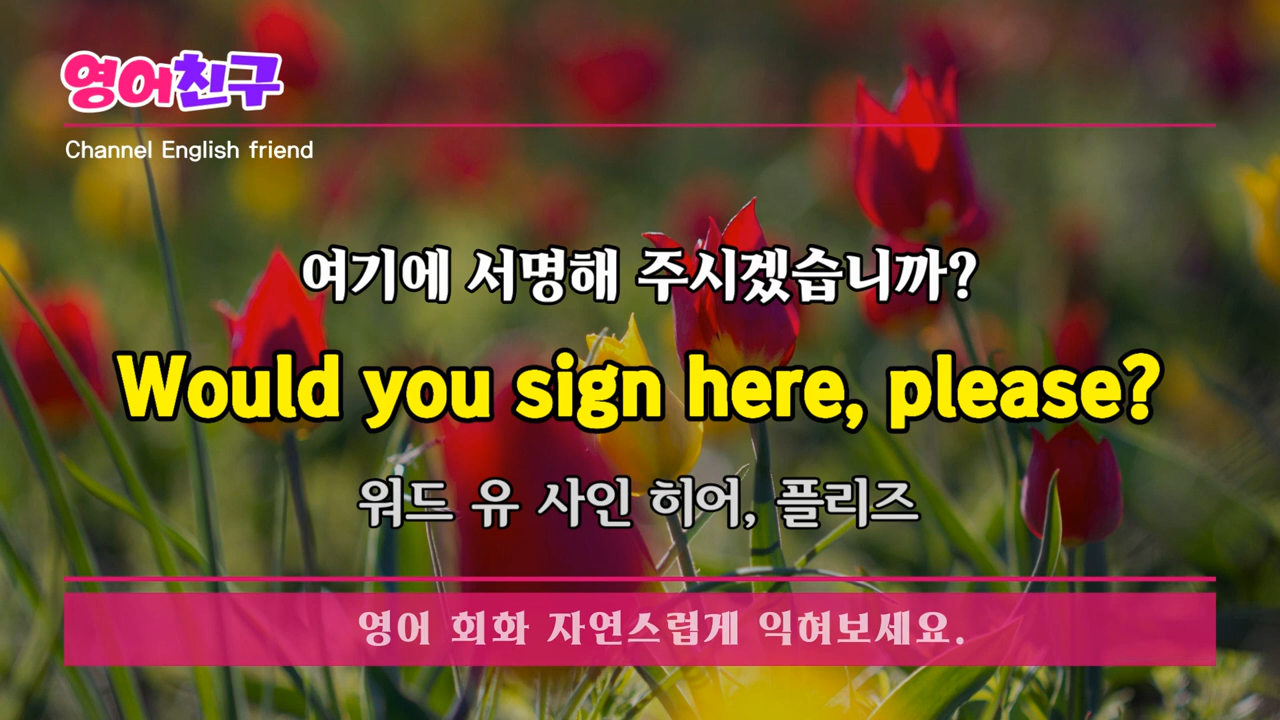 영어친구
Channel English friend
여기에 서명해 주시겠습니까?
Would you sign here, please?
워드 유 사인 히어, 플리즈
영어 회화 자연스럽게 익혀보세요.